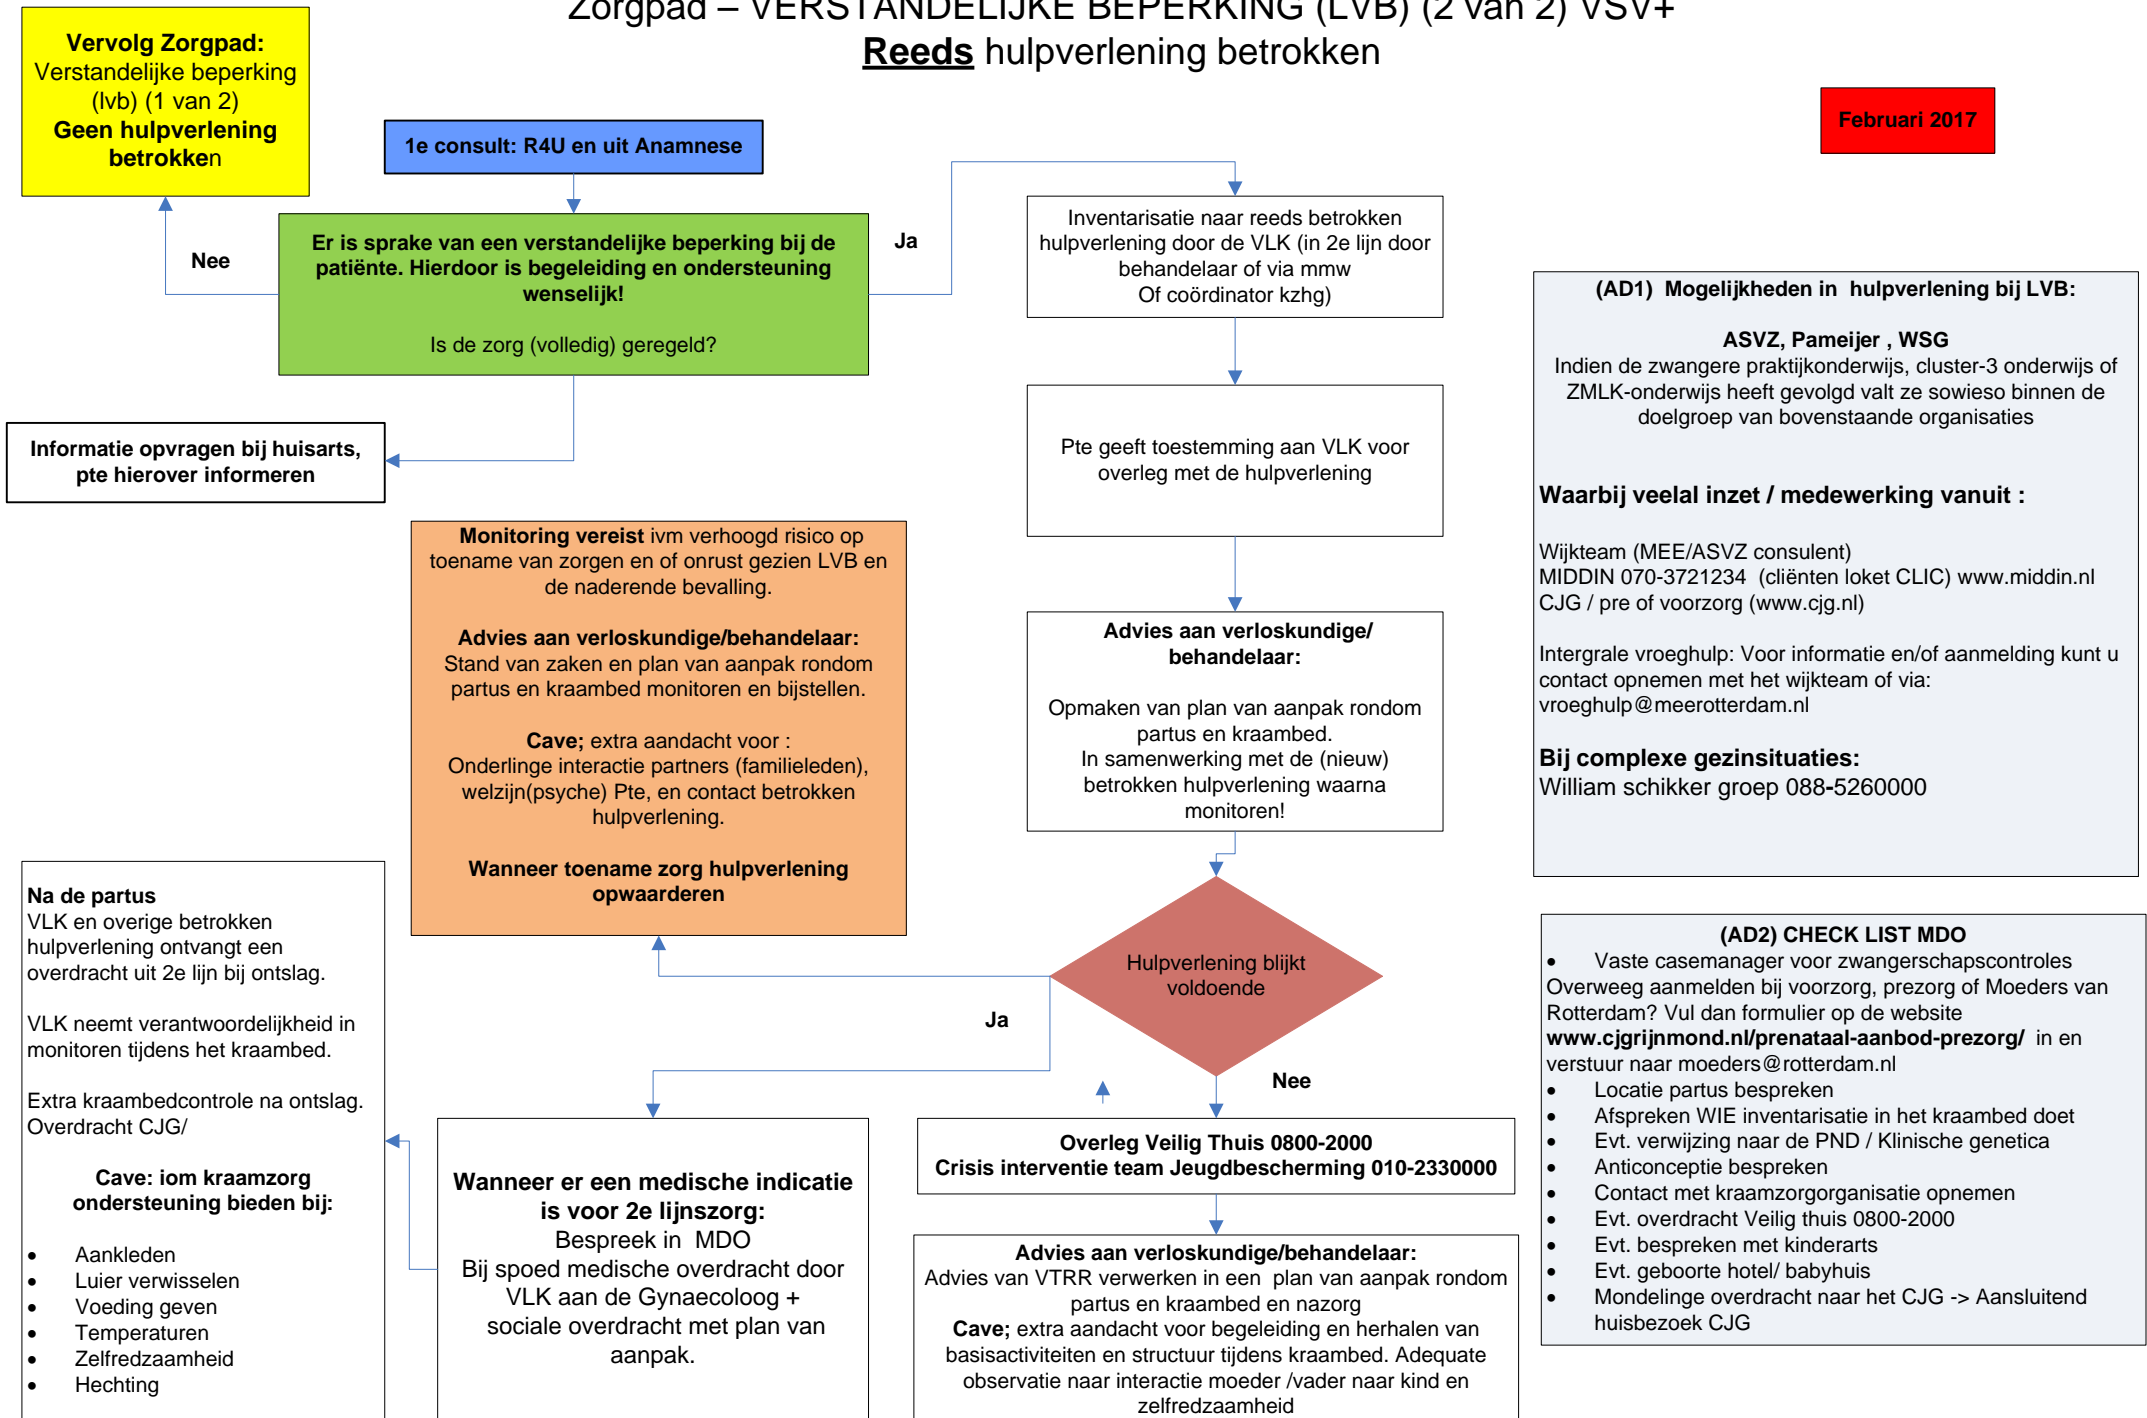 Zorgpad – VERSTANDELIJKE BEPERKING (LVB) (2 van 2) VSV+
Reeds hulpverlening betrokken
Vervolg Zorgpad:
Verstandelijke beperking
(lvb) (1 van 2)
Geen hulpverlening
betrokken
Februari 2017
1e consult: R4U en uit Anamnese
Nee
Er is sprake van een verstandelijke beperking bij de
patiënte. Hierdoor is begeleiding en ondersteuning
wenselijk!
Is de zorg (volledig) geregeld?
Ja
Inventarisatie naar reeds betrokken
hulpverlening door de VLK (in 2e lijn door
behandelaar of via mmw
Of coördinator kzhg)
Informatie opvragen bij huisarts,
pte hierover informeren
Pte geeft toestemming aan VLK voor
overleg met de hulpverlening
(AD1) Mogelijkheden in hulpverlening bij LVB:
ASVZ, Pameijer , WSG
Indien de zwangere praktijkonderwijs, cluster-3 onderwijs of
ZMLK-onderwijs heeft gevolgd valt ze sowieso binnen de
doelgroep van bovenstaande organisaties
Waarbij veelal inzet / medewerking vanuit :
Wijkteam (MEE/ASVZ consulent)
MIDDIN 070-3721234 (cliënten loket CLIC) www.middin.nl
CJG / pre of voorzorg (www.cjg.nl)
Intergrale vroeghulp: Voor informatie en/of aanmelding kunt u
contact opnemen met het wijkteam of via:
vroeghulp@meerotterdam.nl
Bij complexe gezinsituaties:
William schikker groep 088-5260000
Monitoring vereist ivm verhoogd risico op
toename van zorgen en of onrust gezien LVB en
de naderende bevalling.
Advies aan verloskundige/behandelaar:
Stand van zaken en plan van aanpak rondom
partus en kraambed monitoren en bijstellen.
Cave; extra aandacht voor :
Onderlinge interactie partners (familieleden),
welzijn(psyche) Pte, en contact betrokken
hulpverlening.
Wanneer toename zorg hulpverlening
opwaarderen
Advies aan verloskundige/
behandelaar:
Opmaken van plan van aanpak rondom
partus en kraambed.
In samenwerking met de (nieuw)
betrokken hulpverlening waarna
monitoren!
Hulpverlening blijkt
voldoende
Ja
Nee
Na de partus
VLK en overige betrokken
hulpverlening ontvangt een
overdracht uit 2e lijn bij ontslag.
VLK neemt verantwoordelijkheid in
monitoren tijdens het kraambed.
Extra kraambedcontrole na ontslag.
Overdracht CJG/
Cave: iom kraamzorg
ondersteuning bieden bij:
• Aankleden
• Luier verwisselen
• Voeding geven
• Temperaturen
• Zelfredzaamheid
• Hechting
Wanneer er een medische indicatie
is voor 2e lijnszorg:
Bespreek in MDO
Bij spoed medische overdracht door
VLK aan de Gynaecoloog +
sociale overdracht met plan van
aanpak.
Overleg Veilig Thuis 0800-2000
Crisis interventie team Jeugdbescherming 010-2330000
Advies aan verloskundige/behandelaar:
Advies van VTRR verwerken in een plan van aanpak rondom
partus en kraambed en nazorg
Cave; extra aandacht voor begeleiding en herhalen van
basisactiviteiten en structuur tijdens kraambed. Adequate
observatie naar interactie moeder /vader naar kind en
zelfredzaamheid
(AD2) CHECK LIST MDO
• Vaste casemanager voor zwangerschapscontroles
Overweeg aanmelden bij voorzorg, prezorg of Moeders van
Rotterdam? Vul dan formulier op de website
www.cjgrijnmond.nl/prenataal-aanbod-prezorg/ in en
verstuur naar moeders@rotterdam.nl
• Locatie partus bespreken
• Afspreken WIE inventarisatie in het kraambed doet
• Evt. verwijzing naar de PND / Klinische genetica
• Anticonceptie bespreken
• Contact met kraamzorgorganisatie opnemen
• Evt. overdracht Veilig thuis 0800-2000
• Evt. bespreken met kinderarts
• Evt. geboorte hotel/ babyhuis
• Mondelinge overdracht naar het CJG -> Aansluitend
huisbezoek CJG